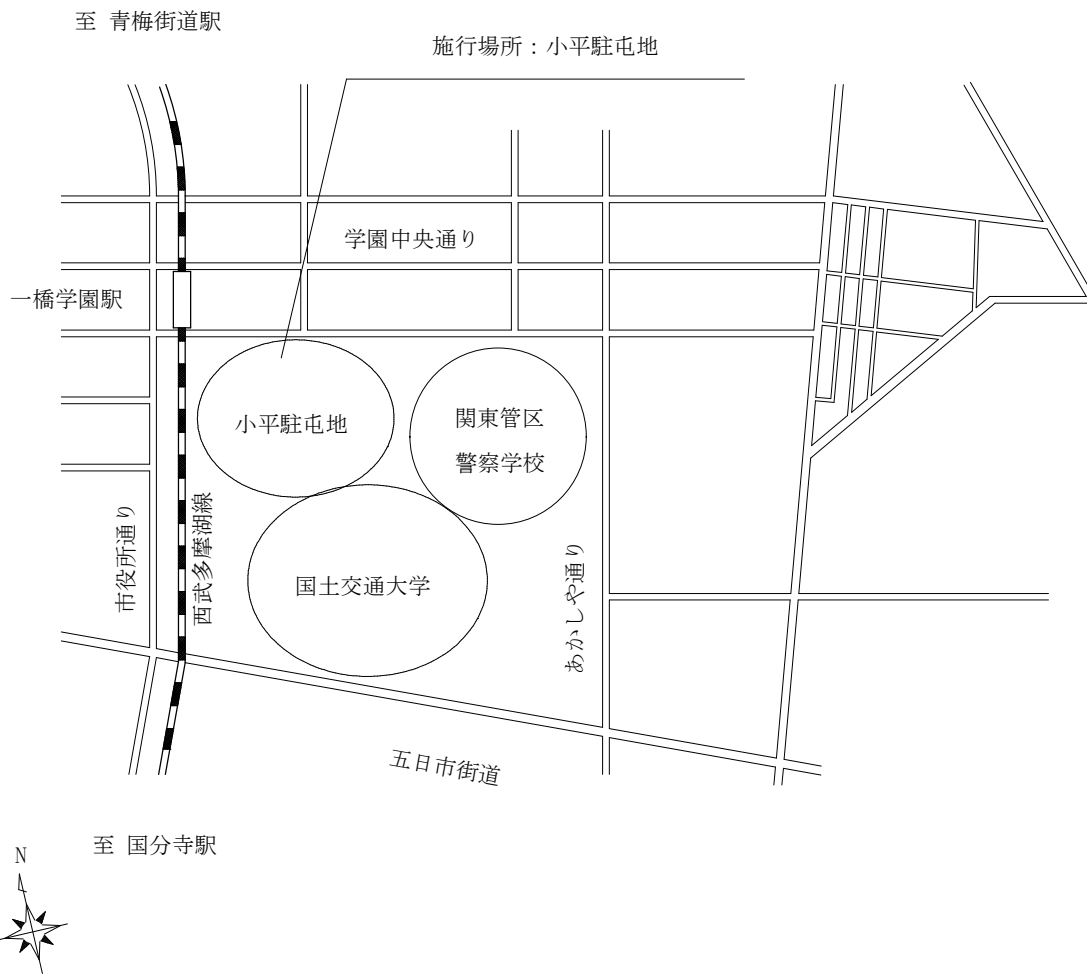 至 青梅街道駅
施行場所：小平駐屯地
学園中央通り
一橋学園駅
小平駐屯地
関東管区
警察学校
市役所通り
西武多摩湖線
国土交通大学
あかしや通り
五日市街道
至 国分寺駅
N